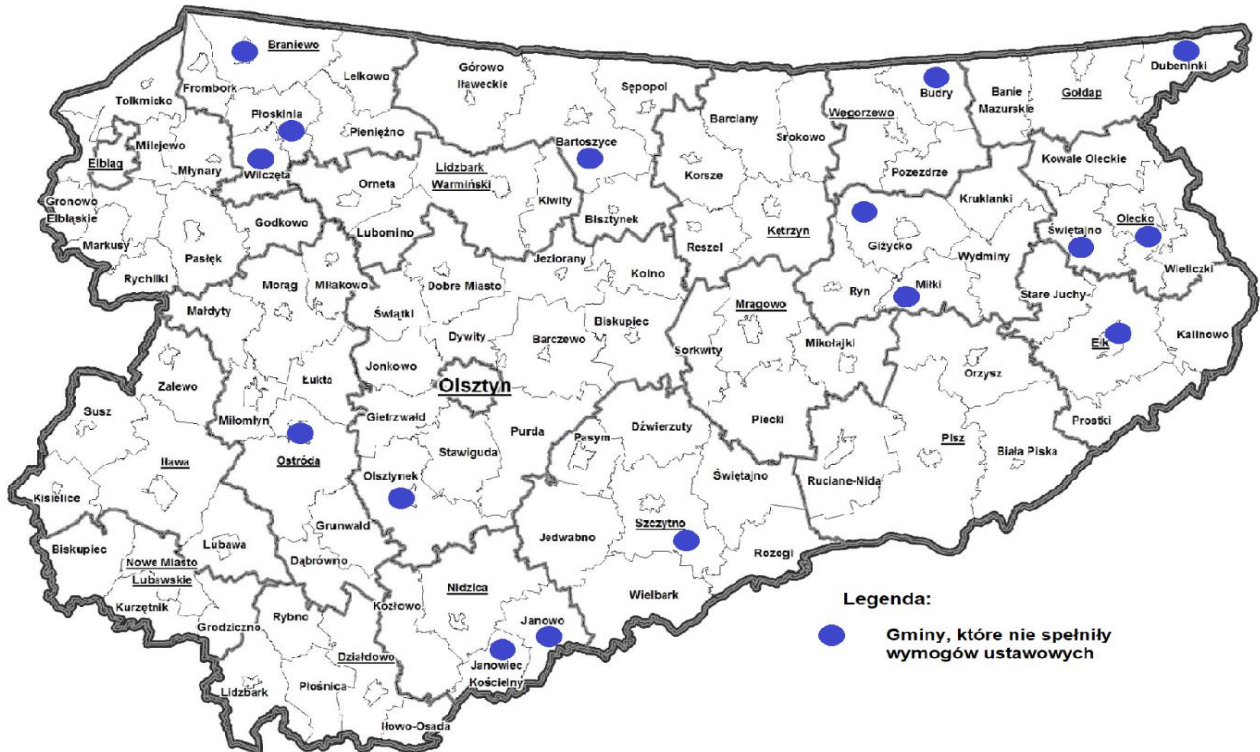 Braniewo
Frombork
Lelkowo
Górowo
Iławeckie
Sępopol
Dubeninki
Gołdap
Banie
Mazurskie
Budry
Węgorzewo
Tolkmicko
Płoskinia
Pieniężno
Barciany
Srokowo
Milejewo
Elbląg
Młynary
Wilczęta
Bartoszyce
Lidzbark
Warmiński
Orneta
Kiwity
Korsze
Pozezdrze
Kowale Oleckie
Gronowo
Elbląskie
Godkowo
Bisztynek
Kruklanki
Markusy
Lubomino
Reszel
Kętrzyn
Giżycko
Świętajno
Olecko
Pasłęk
Jeziorany
Kolno
Wydminy
Wieliczki
Rychliki
Morąg
Miłakowo
Dobre Miasto
Ryn
Miłki
Stare Juchy
Małdyty
Świątki
Mrągowo
Dywity
Barczewo
Biskupiec
Sorkwity
Mikołajki
Ełk
Kalinowo
Zalewo
Łukta
Jonkowo
Olsztyn
Orzysz
Susz
Miłomłyn
Gietrzwałd
Purda
Pasym
Dźwierzuty
Piecki
Prostki
Iława
Ostróda
Stawiguda
Pisz
Biała Piska
Kisielice
Olsztynek
Świętajno
Ruciane-Nida
Grunwald
Szczytno
Biskupiec
Lubawa
Jedwabno
Rozogi
Nowe Miasto
Lubawskie
Dąbrówno
Kurzętnik
Nidzica
Wielbark
Rybno
Kozłowo
Janowo
Grodziczno
Działdowo
Janowiec
Kościelny
Lidzbark
Płośnica
Iłowo-Osada
Legenda:
Gminy, które nie spełniły
wymogów ustawowych